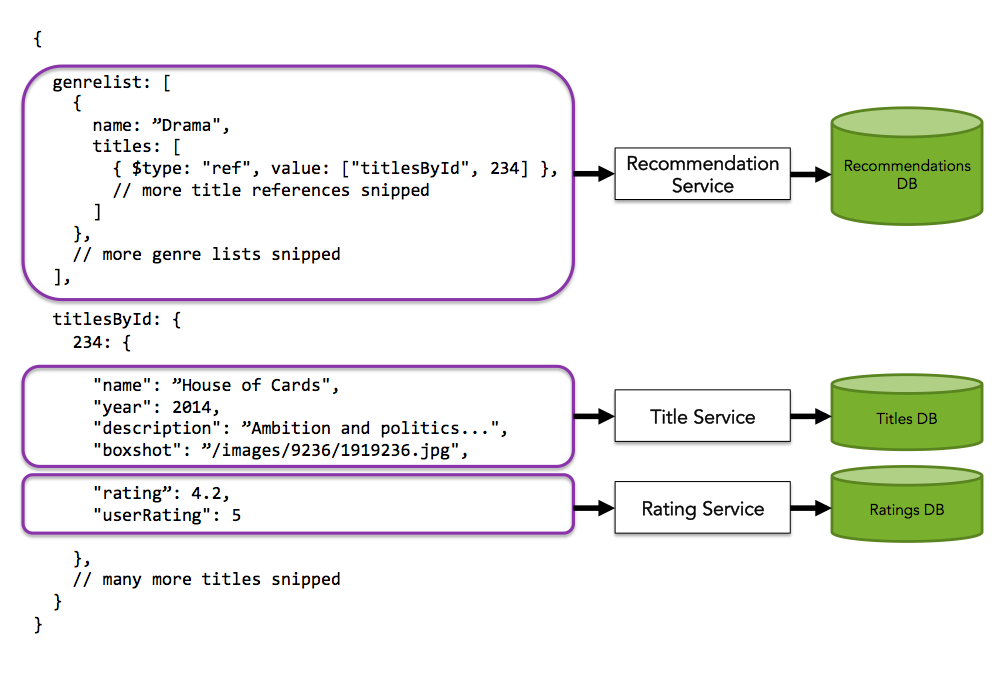 {
genrelist: [
{
name: ”Drama",
titles: [
{ $type: "ref", value: ["titlesById", 234] },
// more title references snipped
]
},
// more genre lists snipped
],
Recommendation
Service
Recommendations
DB
titlesById: {
234: {
"name": ”House of Cards",
"year": 2014,
"description": ”Ambition and politics...",
"boxshot": ”/images/9236/1919236.jpg",
Title Service
Titles DB
"rating”: 4.2,
"userRating": 5
Rating Service
Ratings DB
},
// many more titles snipped
}
}